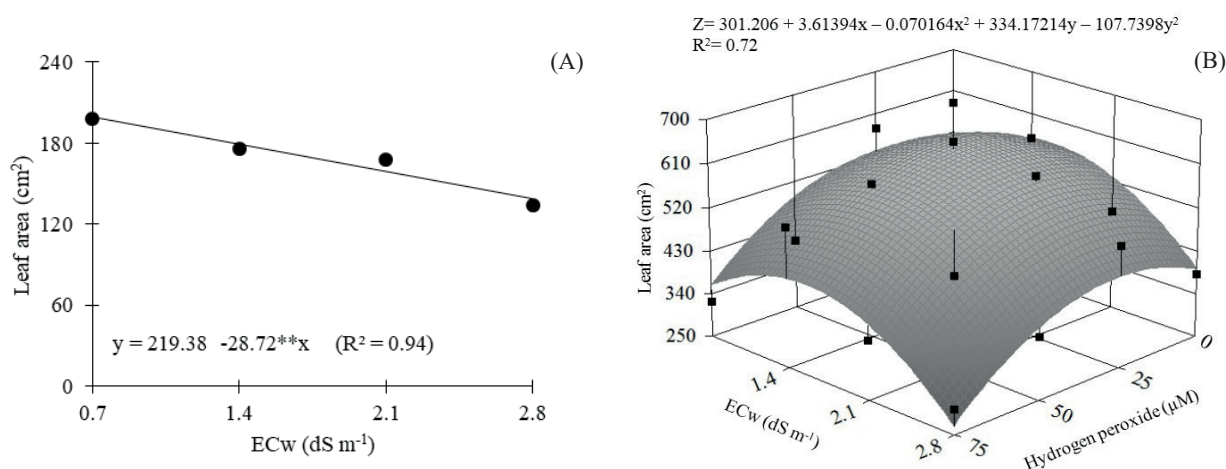 (A)
240
180
120
60
0
Leaf area (cm²)
y = 219.38 -28.72**x (R² = 0.94)
0.7 1.4 2.1 2.8
ECw (dS m⁻¹)
Z= 301.206 + 3.61394x – 0.070164x² + 334.17214y – 107.7398y²
R²= 0.72
(B)
700
610
520
430
340
250
Leaf area (cm²)
1.4
2.1
2.8
ECw (dS m⁻¹)
75
50
25
0
Hydrogen peroxide (µM)